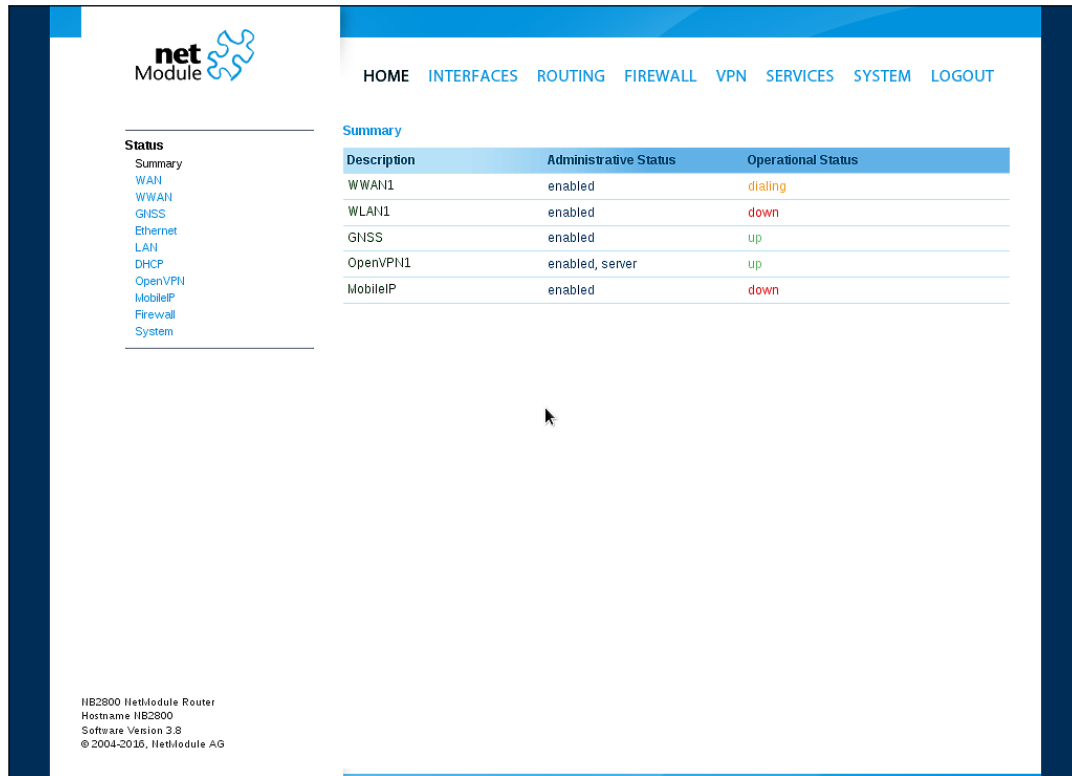 net
Module
HOME INTERFACES ROUTING FIREWALL VPN SERVICES SYSTEM LOGOUT
Status
Summary
WAN
WWAN
GNSS
Ethernet
LAN
DHCP
OpenVPN
MobileIP
Firewall
System
Summary
Description Administrative Status Operational Status
WWAN1 enabled dialing
WLAN1 enabled down
GNSS enabled up
OpenVPN1 enabled, server up
MobileIP enabled down
NB2800 NetModule Router
Hostname NB2800
Software Version 3.8
© 2004-2016, NetModule AG